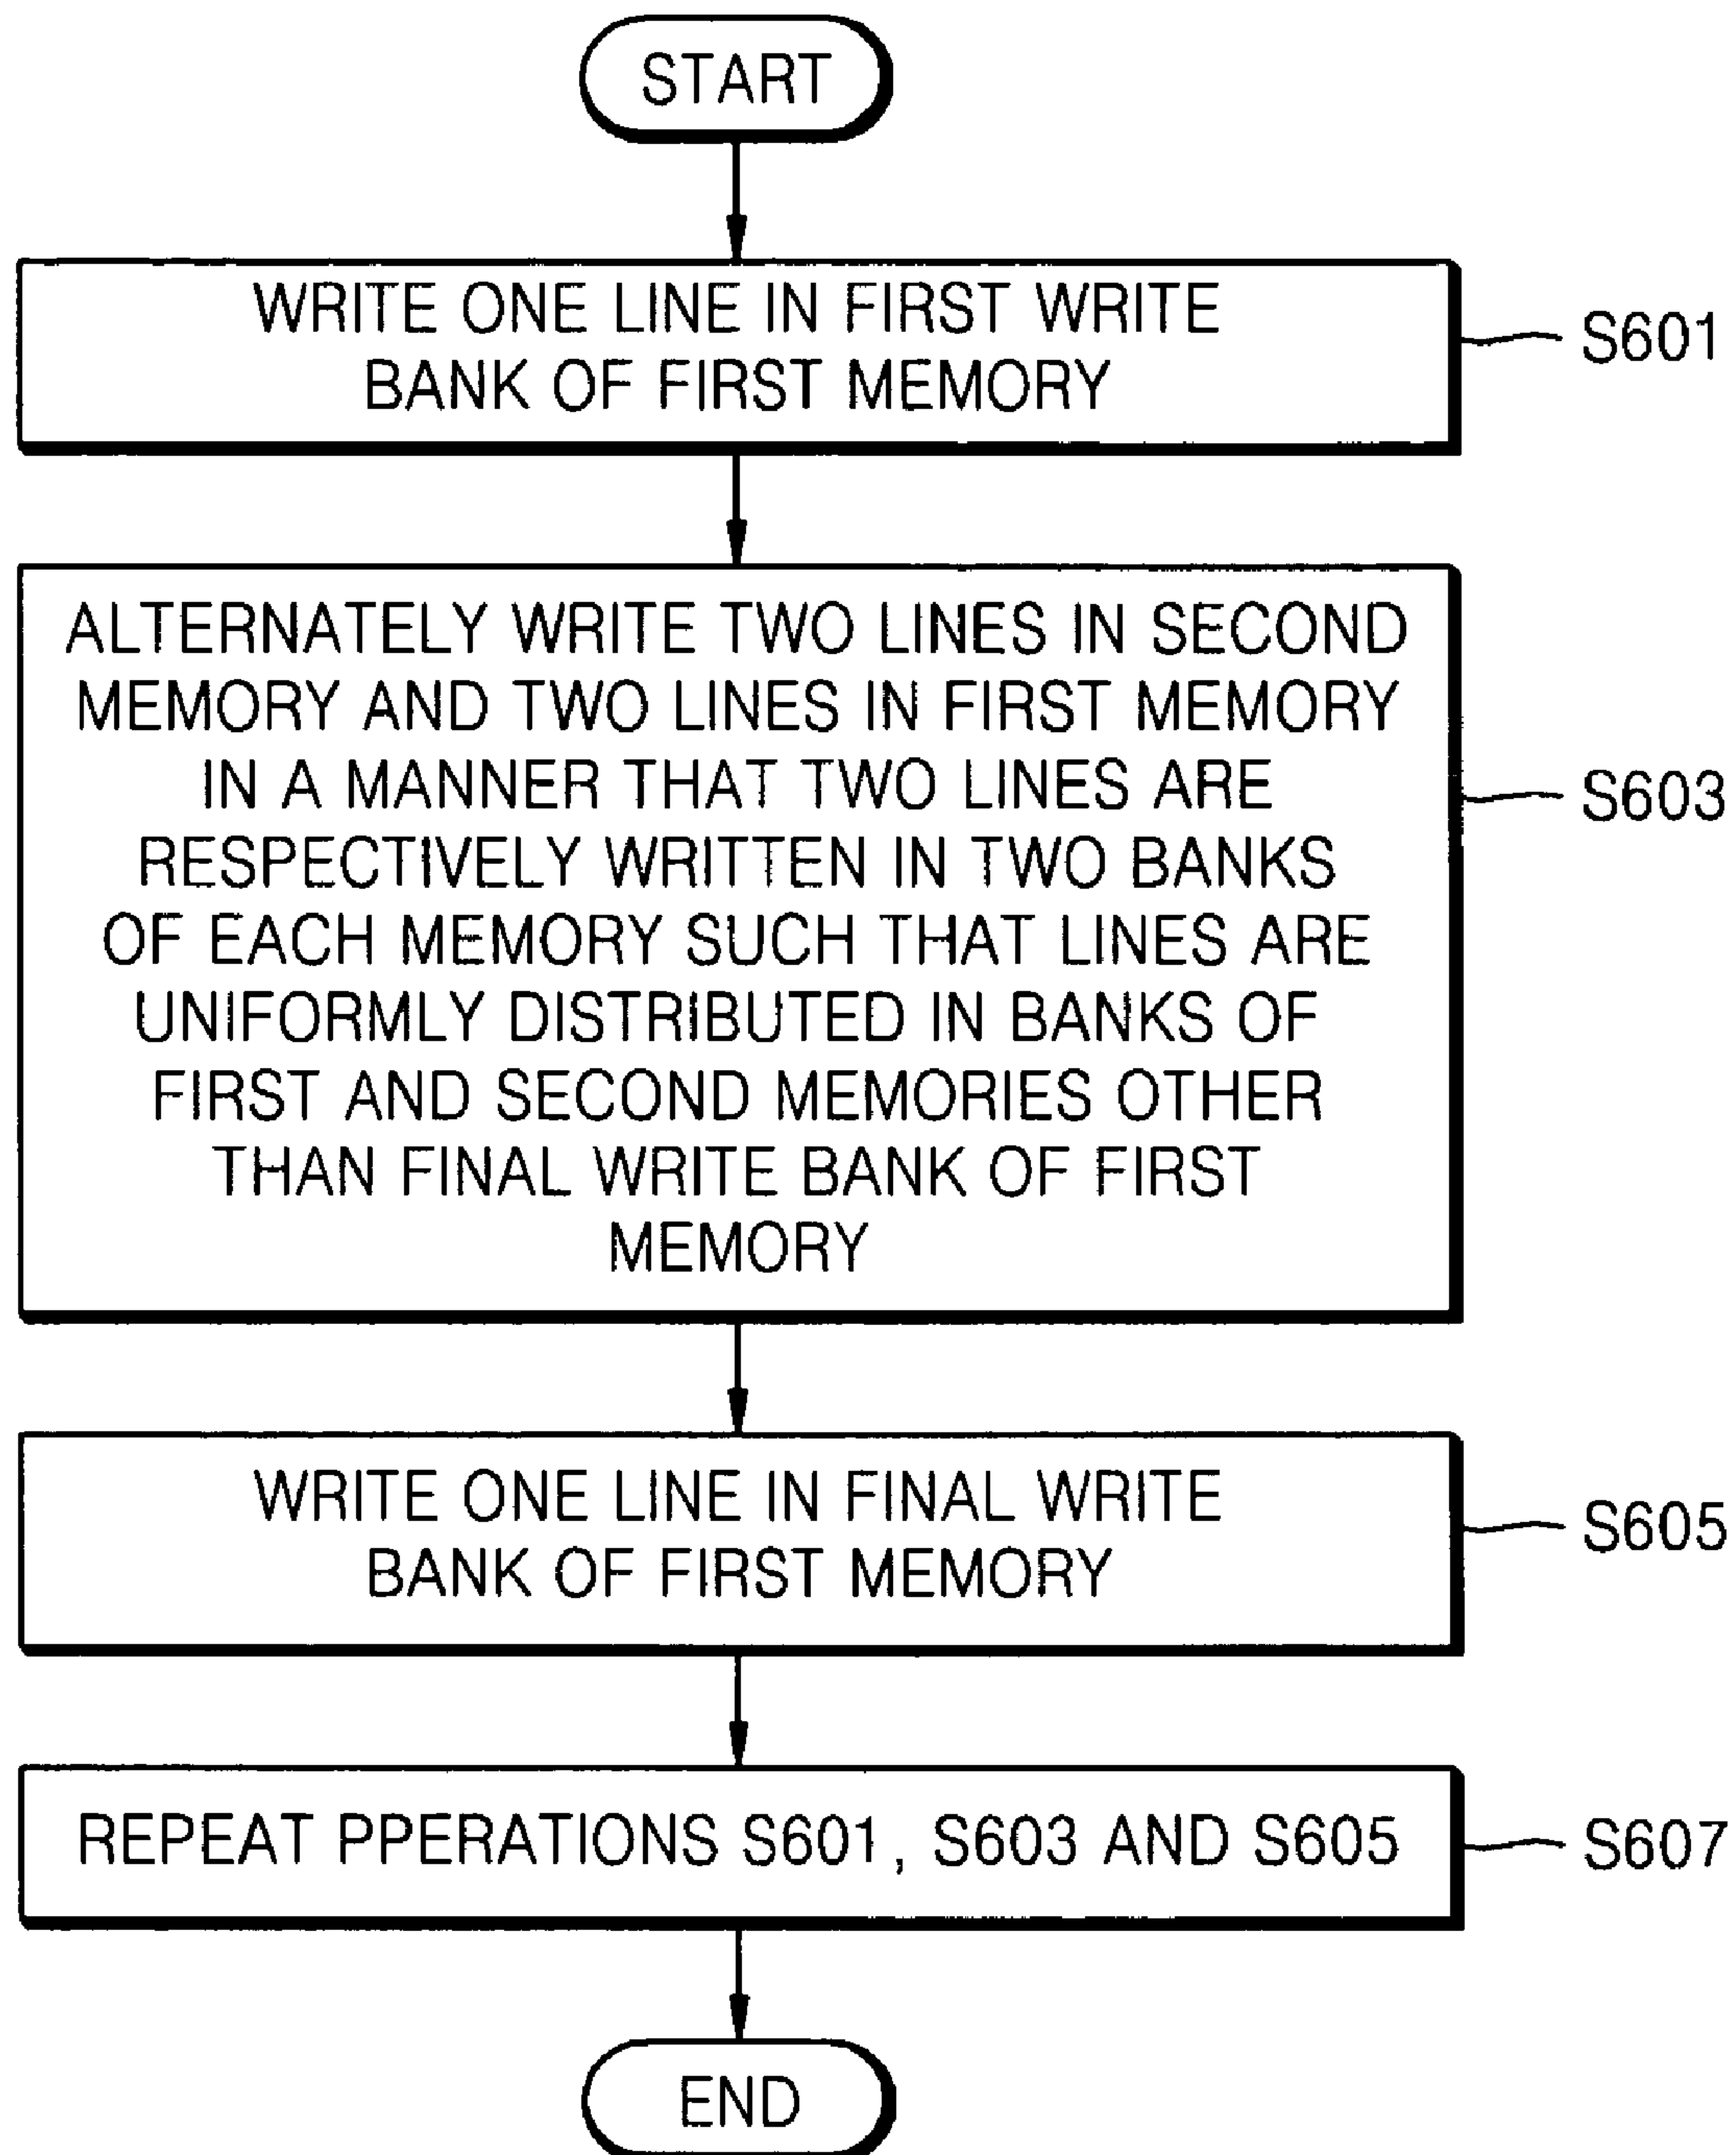 START
WRITE ONE LINE IN FIRST WRITE
BANK OF FIRST MEMORY
S601
ALTERNATELY WRITE TWO LINES IN SECOND
MEMORY AND TWO LINES IN FIRST MEMORY
IN A MANNER THAT TWO LINES ARE
RESPECTIVELY WRITTEN IN TWO BANKS
OF EACH MEMORY SUCH THAT LINES ARE
UNIFORMLY DISTRIBUTED IN BANKS OF
FIRST AND SECOND MEMORIES OTHER
THAN FINAL WRITE BANK OF FIRST
MEMORY
S603
WRITE ONE LINE IN FINAL WRITE
BANK OF FIRST MEMORY
S605
REPEAT PPERATIONS S601, S603 AND S605
S607
END